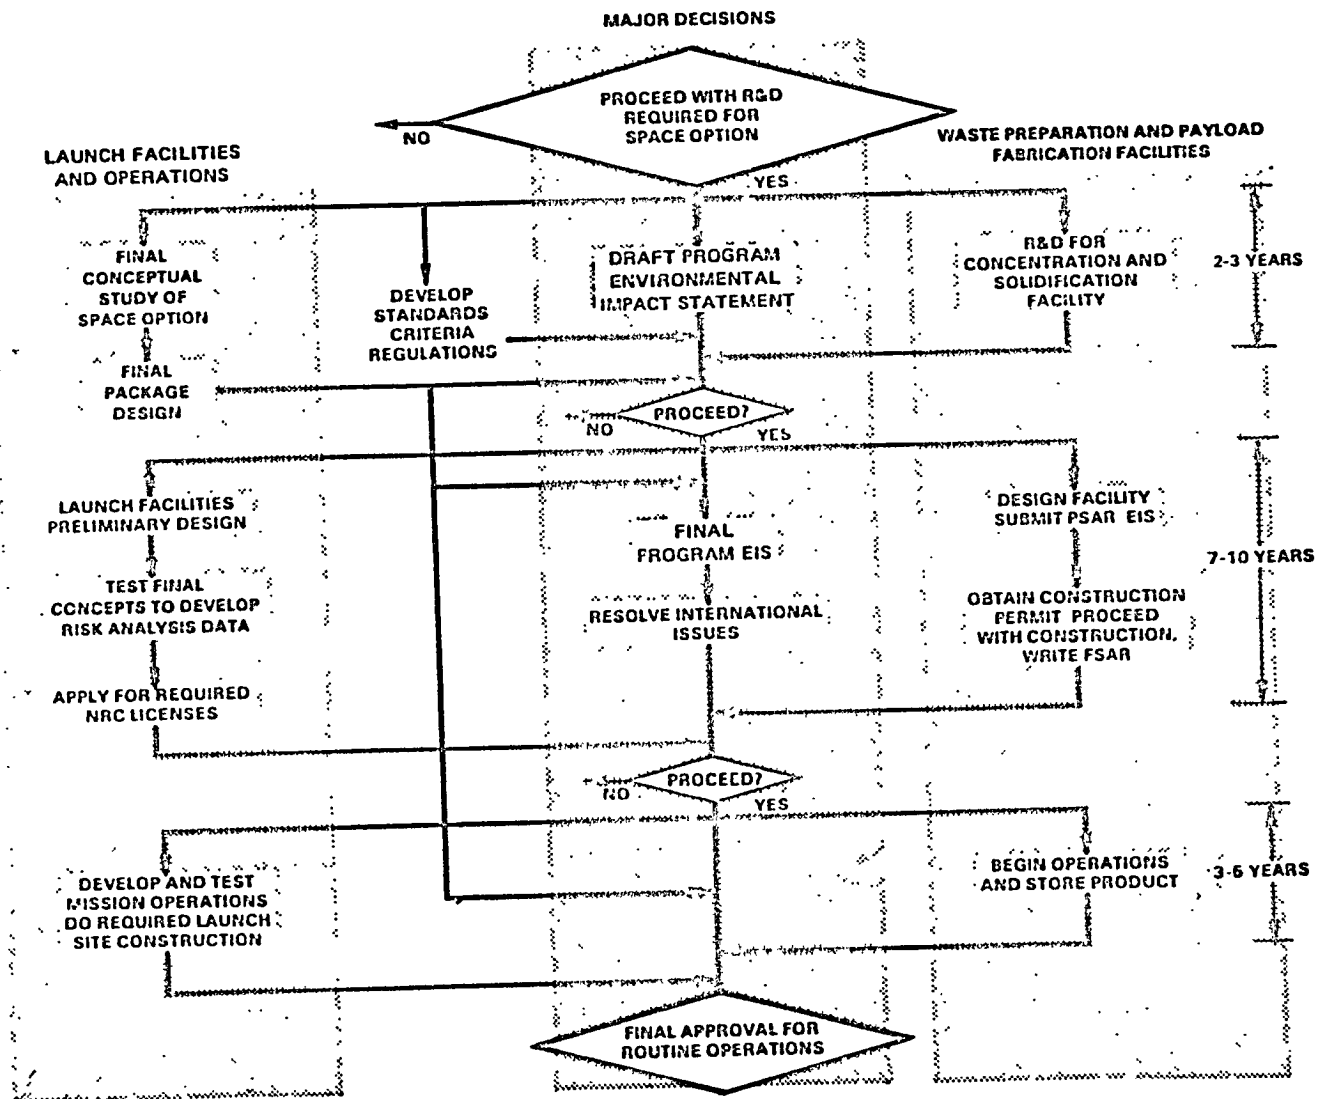 MAJOR DECISIONS
PROCEED WITH R&D
REQUIRED FOR
SPACE OPTION
NO
YES
LAUNCH FACILITIES
AND OPERATIONS
WASTE PREPARATION AND PAYLOAD
FABRICATION FACILITIES
FINAL
CONCEPTUAL
STUDY OF
SPACE OPTION
DEVELOP
STANDARDS
CRITERIA
REGULATIONS
DRAFT PROGRAM
ENVIRONMENTAL
IMPACT STATEMENT
R&D FOR
CONCENTRATION AND
SOLIDIFICATION
FACILITY
2-3 YEARS
FINAL
PACKAGE
DESIGN
PROCEED?
NO
YES
LAUNCH FACILITIES
PRELIMINARY DESIGN
FINAL
PROGRAM EIS
DESIGN FACILITY
SUBMIT PSAR EIS
7-10 YEARS
TEST FINAL
CONCEPTS TO DEVELOP
RISK ANALYSIS DATA
RESOLVE INTERNATIONAL
ISSUES
OBTAIN CONSTRUCTION
PERMIT PROCEED
WITH CONSTRUCTION,
WRITE FSAR
APPLY FOR REQUIRED
NRC LICENSES
PROCEED?
NO
YES
DEVELOP AND TEST
MISSION OPERATIONS
DO REQUIRED LAUNCH
SITE CONSTRUCTION
BEGIN OPERATIONS
AND STORE PRODUCT
3-6 YEARS
FINAL APPROVAL FOR
ROUTINE OPERATIONS